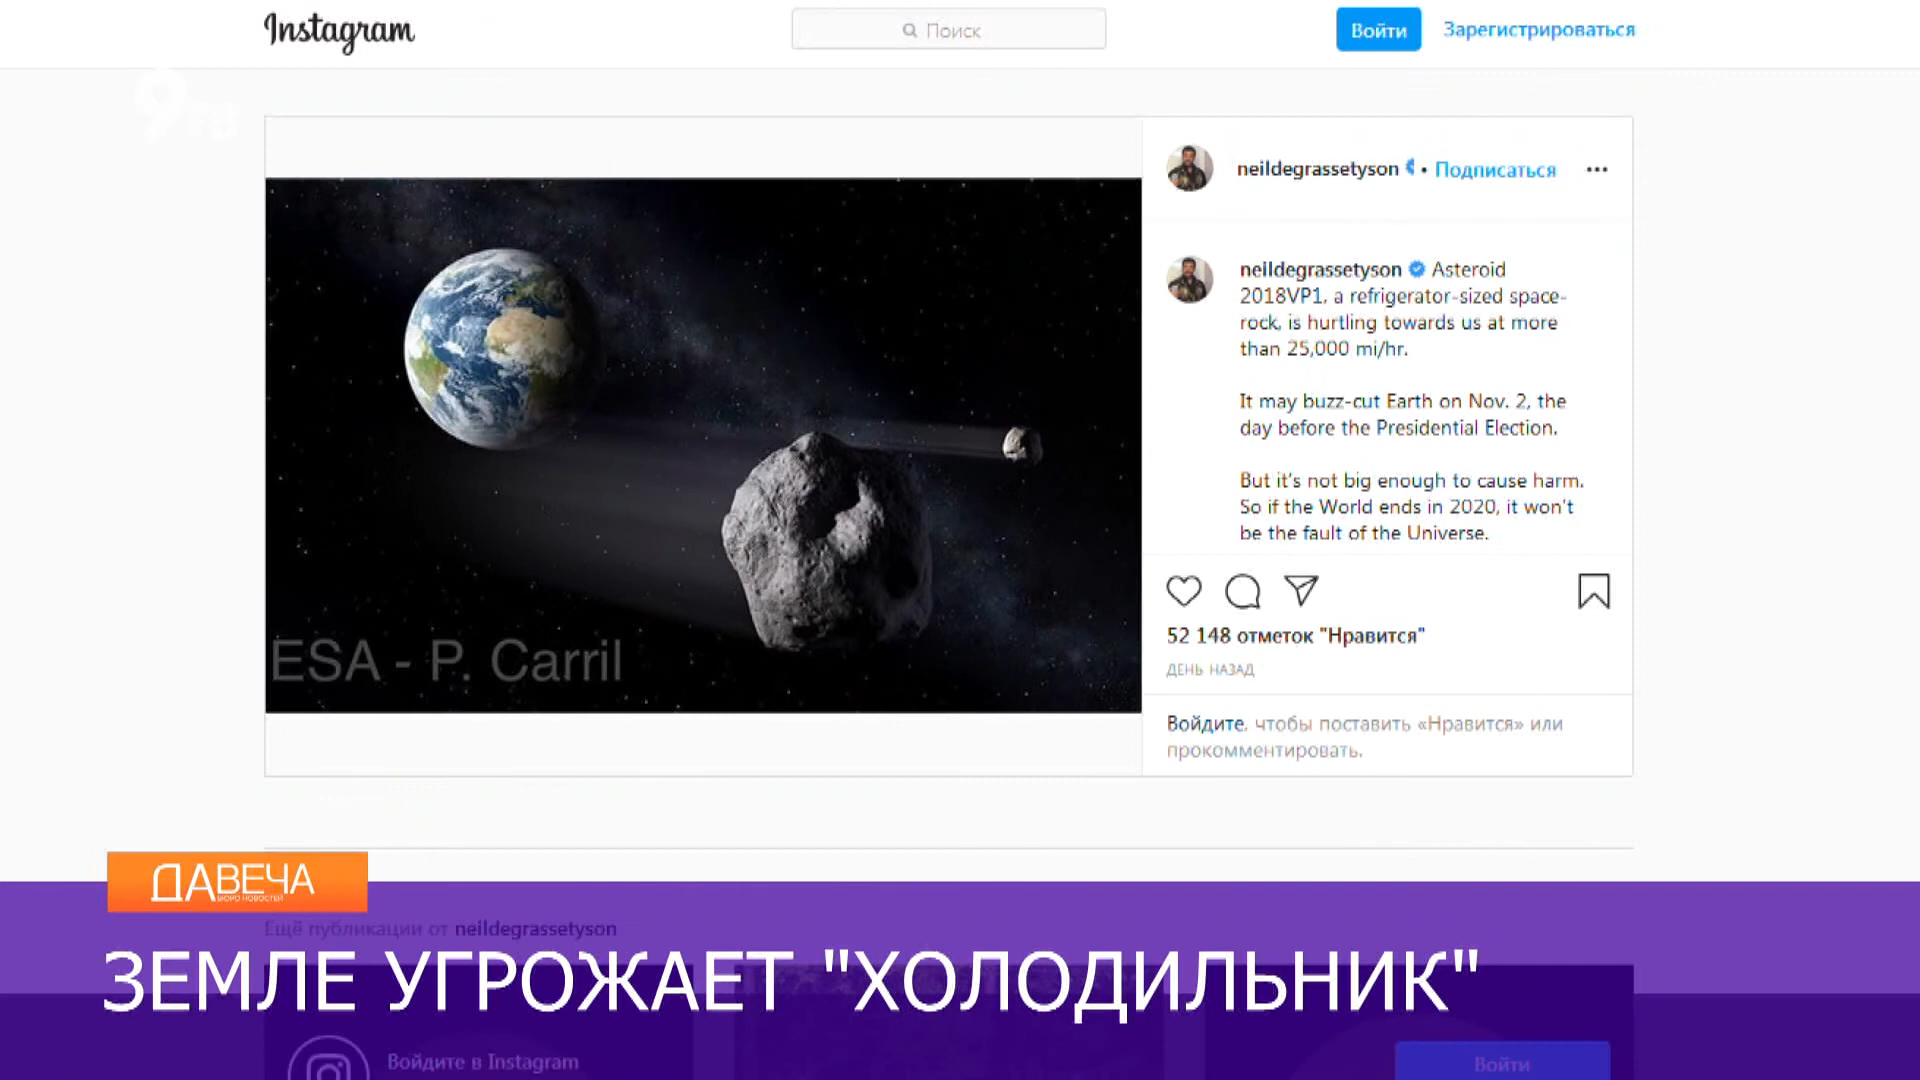 Instagram
Поиск
Войти
Зарегистрироваться
neildegrassetyson • Подписаться
neildegrassetyson Asteroid
2018VP1, a refrigerator-sized space-
rock, is hurtling towards us at more
than 25,000 mi/hr.
It may buzz-cut Earth on Nov. 2, the
day before the Presidential Election.
But it's not big enough to cause harm.
So if the World ends in 2020, it won't
be the fault of the Universe.
52 148 отметок "Нравится"
ДЕНЬ НАЗАД
Войдите, чтобы поставить «Нравится» или
прокомментировать.
ESA - P. Carril
ДАВЕЧА
БЮРО НОВОСТЕЙ
Ещё публикации от neildegrassetyson
ЗЕМЛЕ УГРОЖАЕТ "ХОЛОДИЛЬНИК"
Войдите в Instagram
Войти